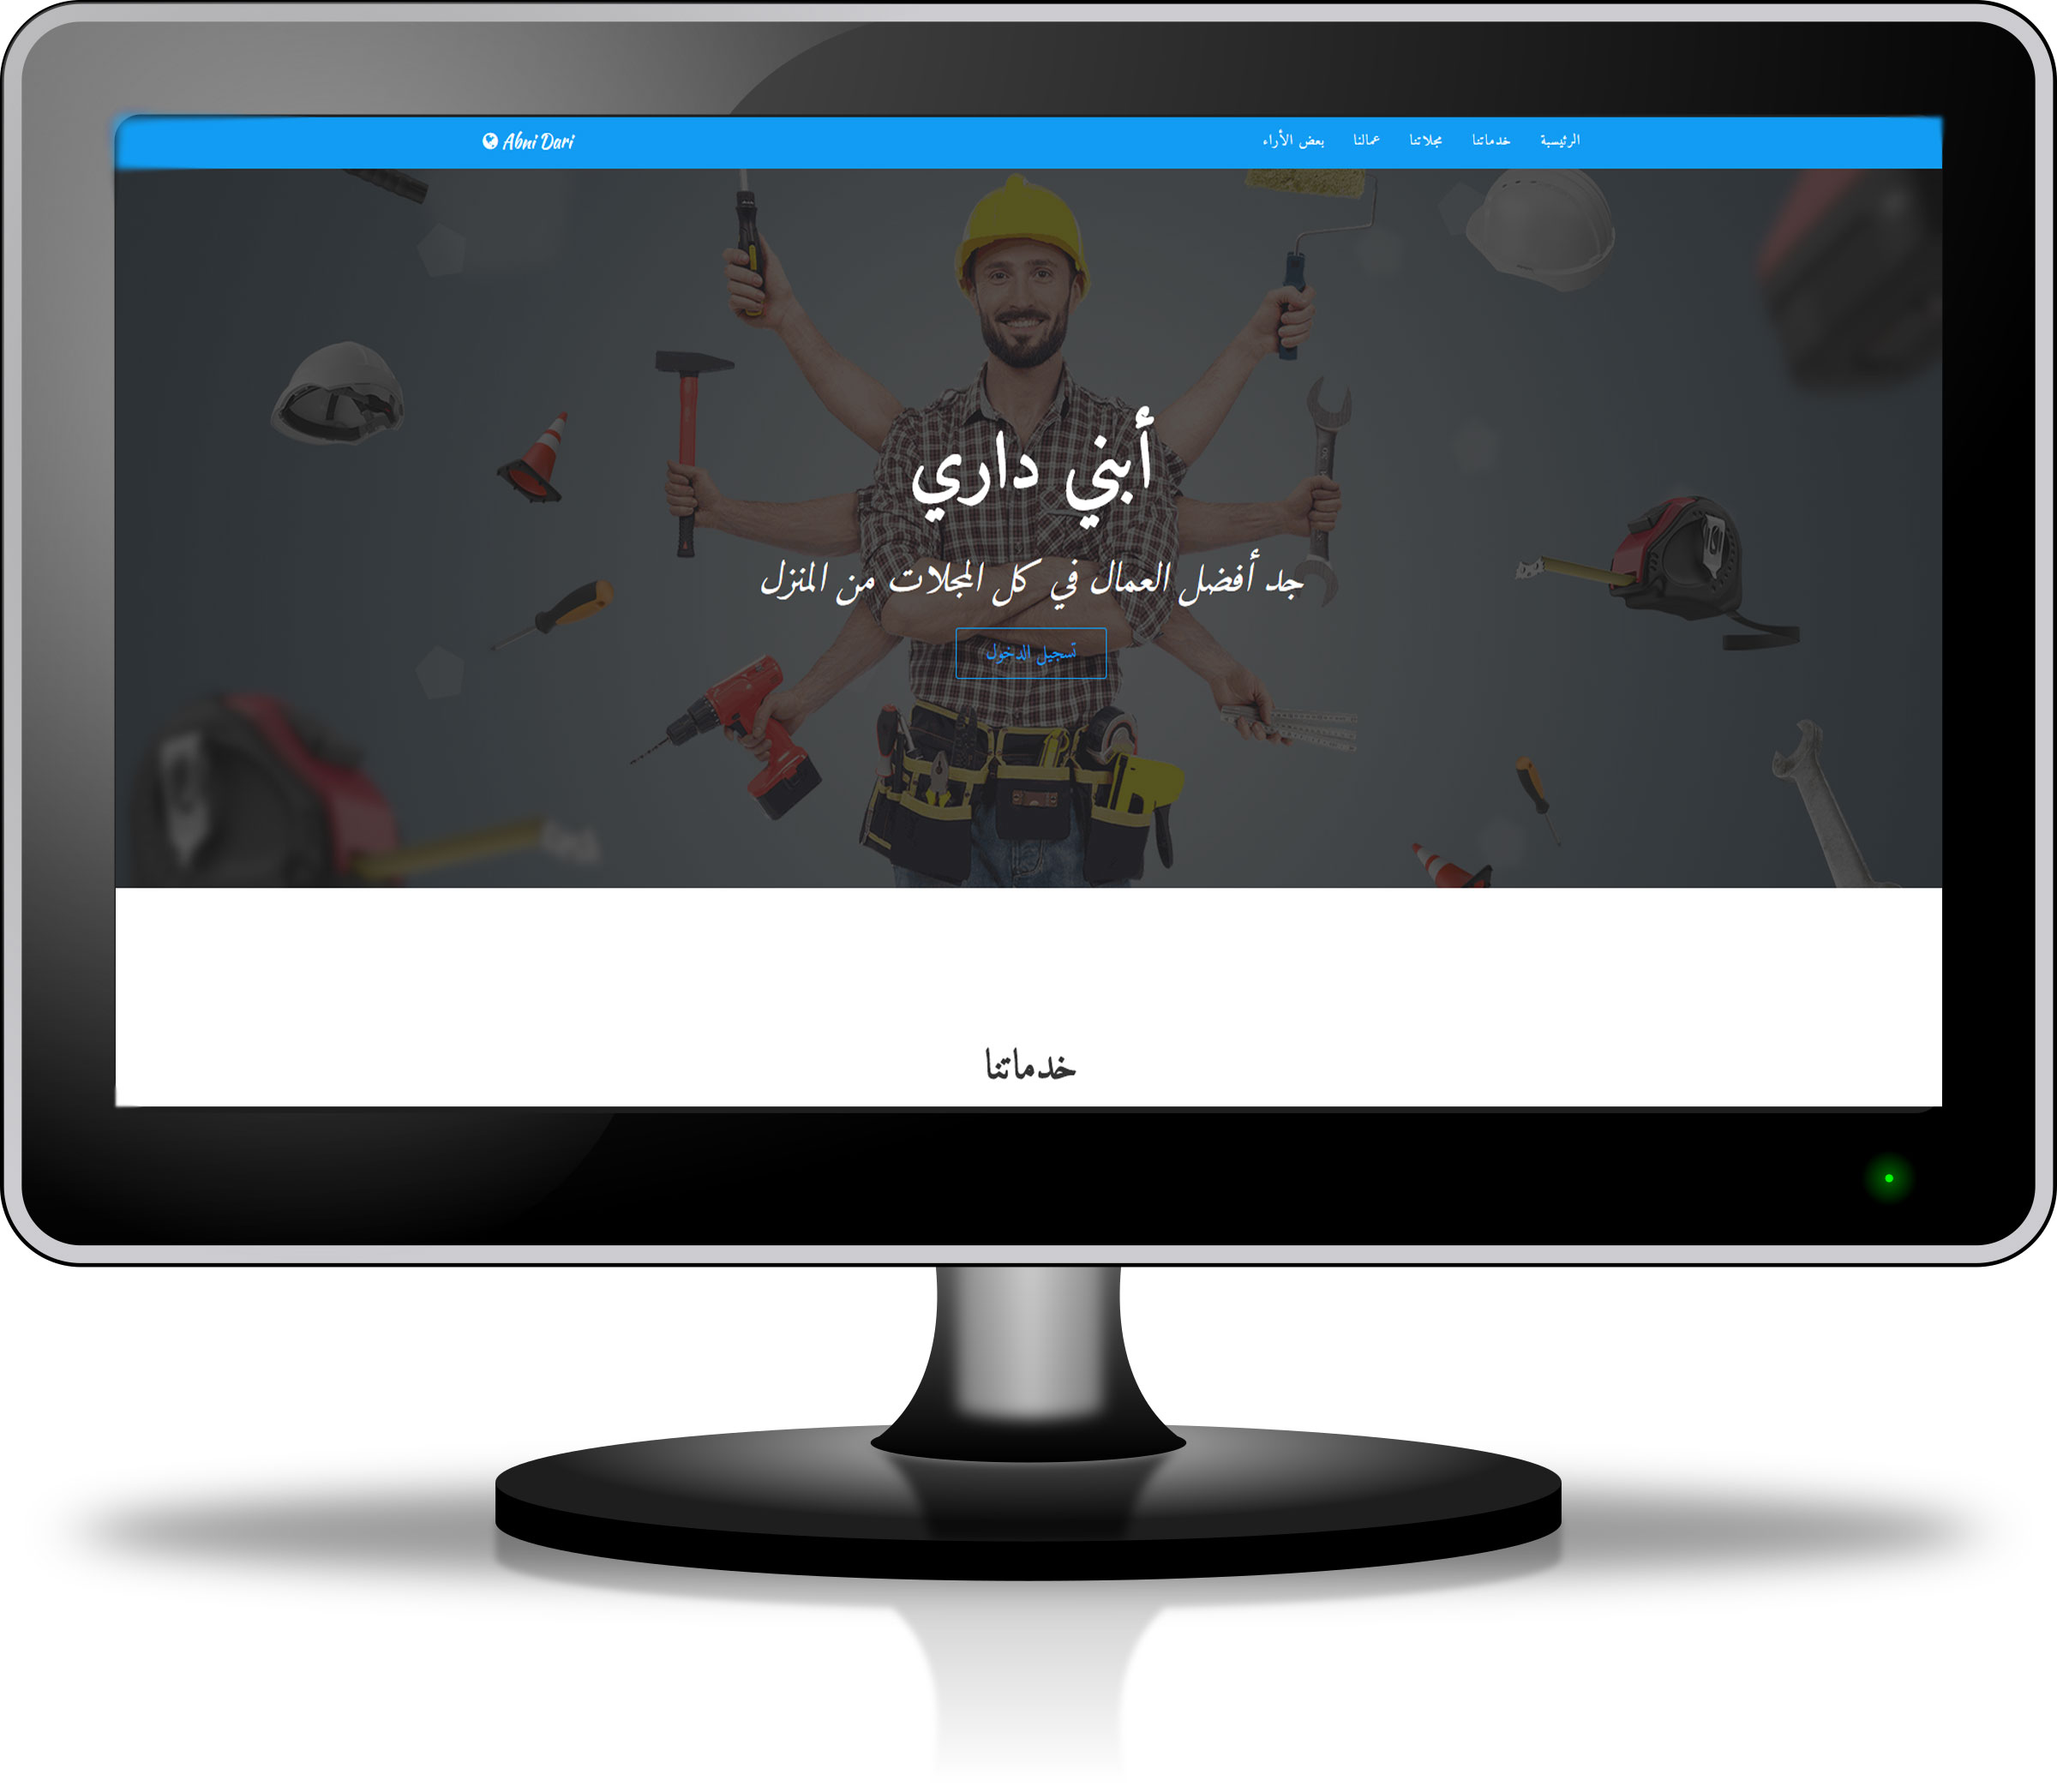 الرئيسية خدماتنا مجلاتنا عمالنا بعض الأراء
Abni Dari
أبني داري
جد أفضل العمال في كل المجلات من المنزل
تسجيل الدخول
خدماتنا